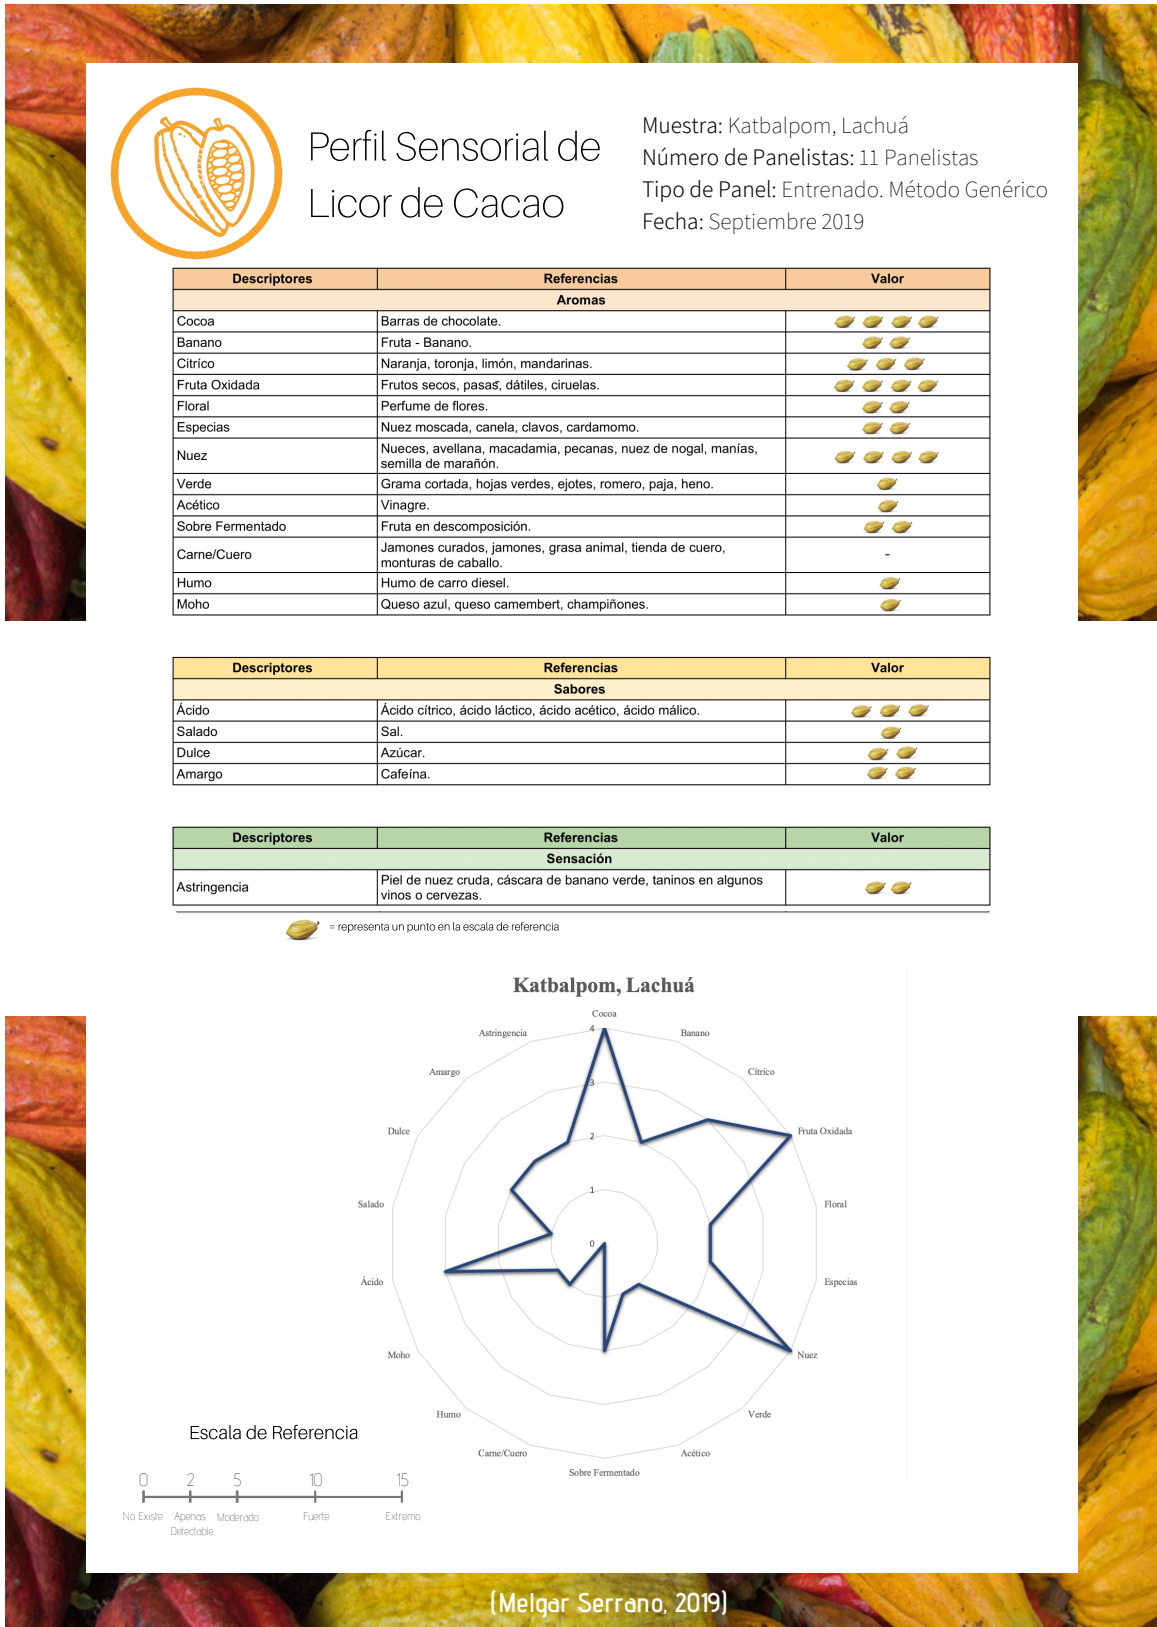 Perfil Sensorial de
Licor de Cacao
Muestra: Katbalpom, Lachuá
Número de Panelistas: 11 Panelistas
Tipo de Panel: Entrenado. Método Genérico
Fecha: Septiembre 2019
Descriptores Referencias Valor
Aromas
Cocoa Barras de chocolate.
Banano Fruta - Banano.
Citríco Naranja, toronja, limón, mandarinas.
Fruta Oxidada Frutos secos, pasas, dátiles, ciruelas.
Floral Perfume de flores.
Especias Nuez moscada, canela, clavos, cardamomo.
Nuez Nueces, avellana, macadamia, pecanas, nuez de nogal, manías,
semilla de marañón.
Verde Grama cortada, hojas verdes, ejotes, romero, paja, heno.
Acético Vinagre.
Sobre Fermentado Fruta en descomposición.
Carne/Cuero Jamones curados, jamones, grasa animal, tienda de cuero,
monturas de caballo. -
Humo Humo de carro diesel.
Moho Queso azul, queso camembert, champiñones.
Descriptores Referencias Valor
Sabores
Ácido Ácido cítrico, ácido láctico, ácido acético, ácido málico.
Salado Sal.
Dulce Azúcar.
Amargo Cafeína.
Descriptores Referencias Valor
Sensación
Astringencia Piel de nuez cruda, cáscara de banano verde, taninos en algunos
vinos o cervezas.
= representa un punto en la escala de referencia
Katbalpom, Lachuá
Cocoa
Banano
Cítrico
Fruta Oxidada
Floral
Especias
Nuez
Verde
Acético
Sobre Fermentado
Carne/Cuero
Humo
Moho
Ácido
Salado
Dulce
Amargo
Astringencia
4
3
2
1
0
Escala de Referencia
0 2 5 10 15
No Existe Apenas Moderado Fuerte Extremo
Detectable
(Melgar Serrano, 2019)